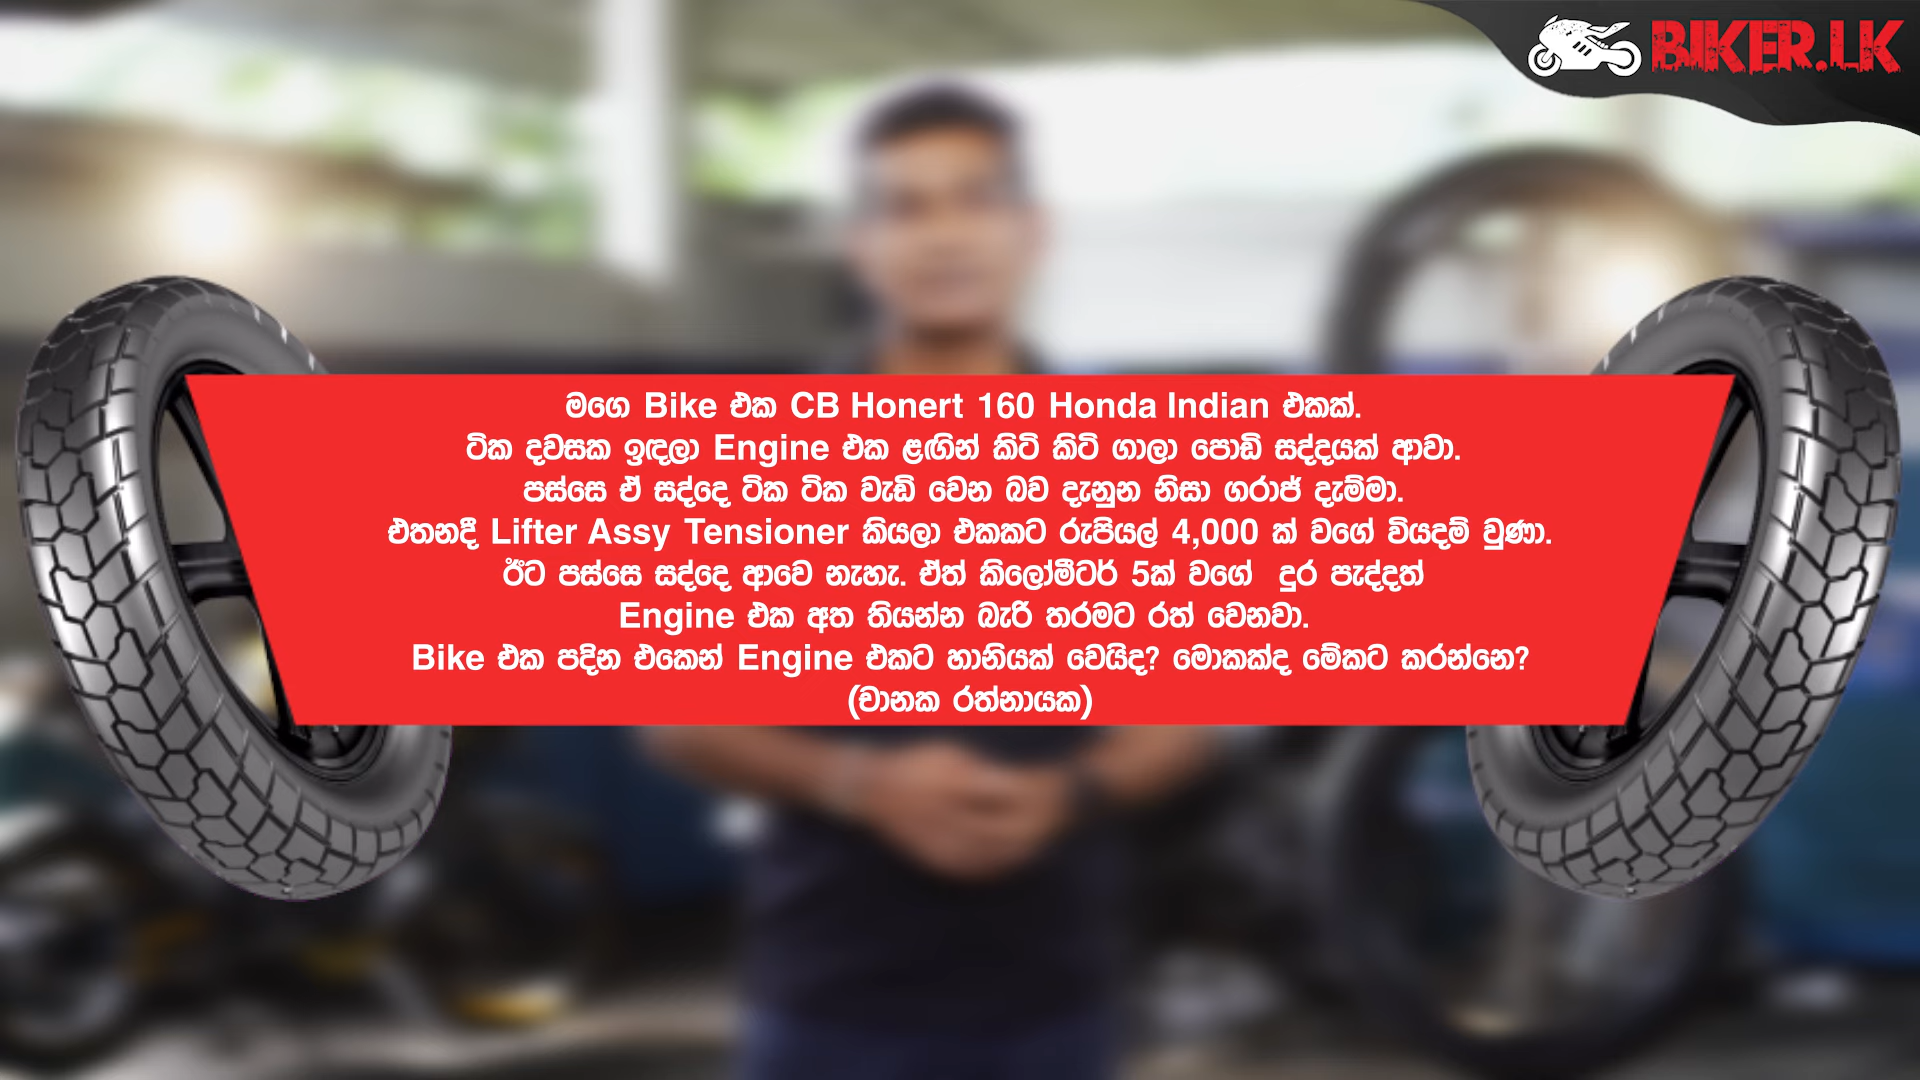 BIKER.LK
මගෙ Bike එක CB Honert 160 Honda Indian එකක්.
ටික දවසක ඉඳලා Engine එක ළඟින් කිටි කිටි ගාලා පොඩි සද්දයක් ආවා.
පස්සෙ ඒ සද්දෙ ටික ටික වැඩි වෙන බව දැනුන නිසා ගරාජ් දැම්මා.
එතනදී Lifter Assy Tensioner කියලා එකකට රුපියල් 4,000 ක් වගේ වියදම් වුණා.
ඊට පස්සෙ සද්දෙ ආවෙ නැහැ. ඒත් කිලෝමීටර් 5ක් වගේ දුර පැද්දත්
Engine එක අත තියන්න බැරි තරමට රත් වෙනවා.
Bike එක පදින එකෙන් Engine එකට හානියක් වෙයිද? මොකක්ද මේකට කරන්නෙ?
(චානක රත්නායක)